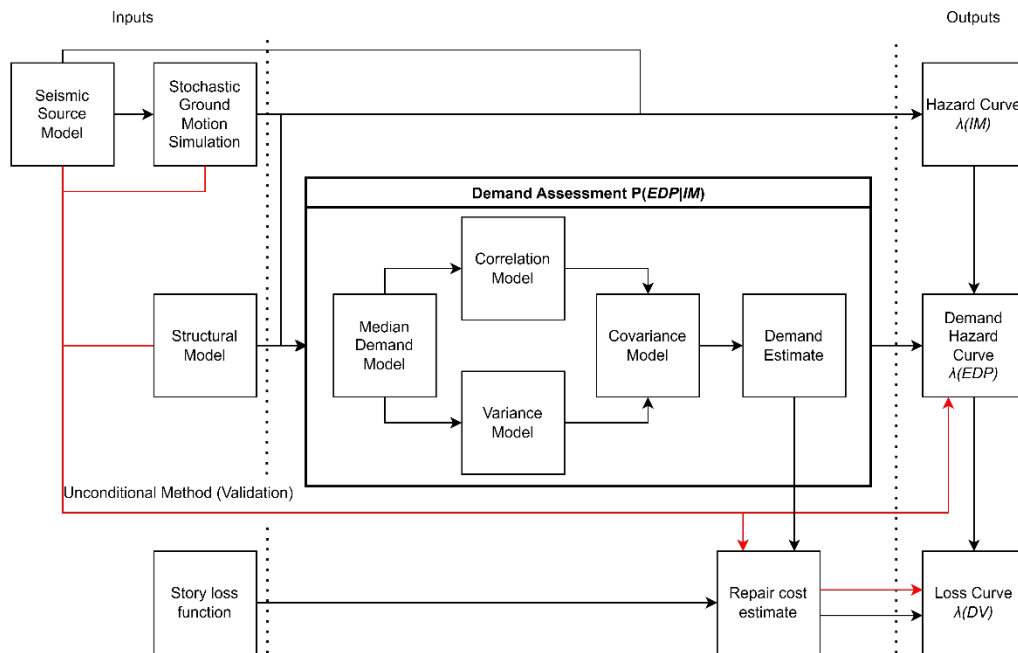 Inputs
Outputs
Seismic
Source
Model
Stochastic
Ground
Motion
Simulation
Hazard Curve
λ(IM)
Demand Assessment P(EDP|IM)
Correlation
Model
Structural
Model
Median
Demand
Model
Covariance
Model
Demand
Estimate
Demand
Hazard
Curve
λ(EDP)
Variance
Model
Unconditional Method (Validation)
Story loss
function
Repair cost
estimate
Loss Curve
λ(DV)